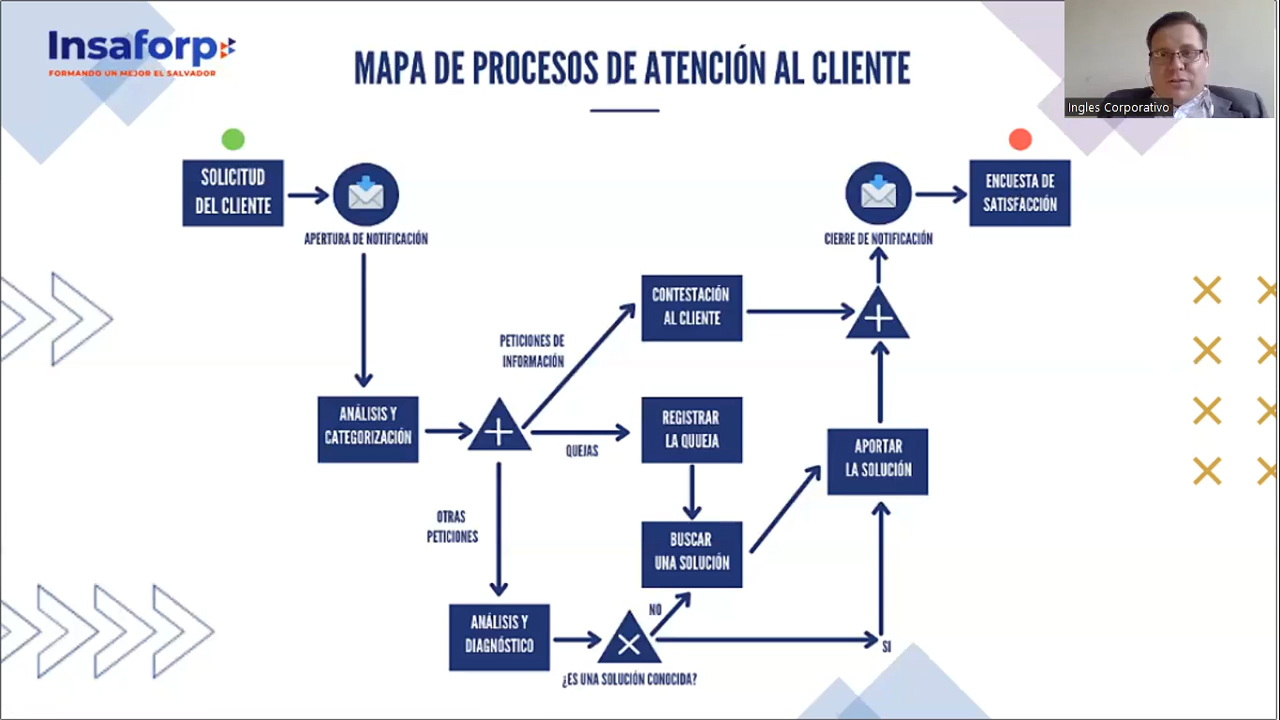 Insaforp
FORMANDO UN MEJOR EL SALVADOR
MAPA DE PROCESOS DE ATENCIÓN AL CLIENTE
Ingles Corporativo
SOLICITUD
DEL CLIENTE
APERTURA DE NOTIFICACIÓN
CIERRE DE NOTIFICACIÓN
ENCUESTA DE
SATISFACCIÓN
CONTESTACIÓN
AL CLIENTE
PETICIONES DE
INFORMACIÓN
ANÁLISIS Y
CATEGORIZACIÓN
QUEJAS
REGISTRAR
LA QUUEJA
APORTAR
LA SOLUCIÓN
OTRAS
PETICIONES
BUSCAR
UNA SOLUCIÓN
ANÁLISIS Y
DIAGNÓSTICO
NO
SI
¿ES UNA SOLUCIÓN CONOCIDA?